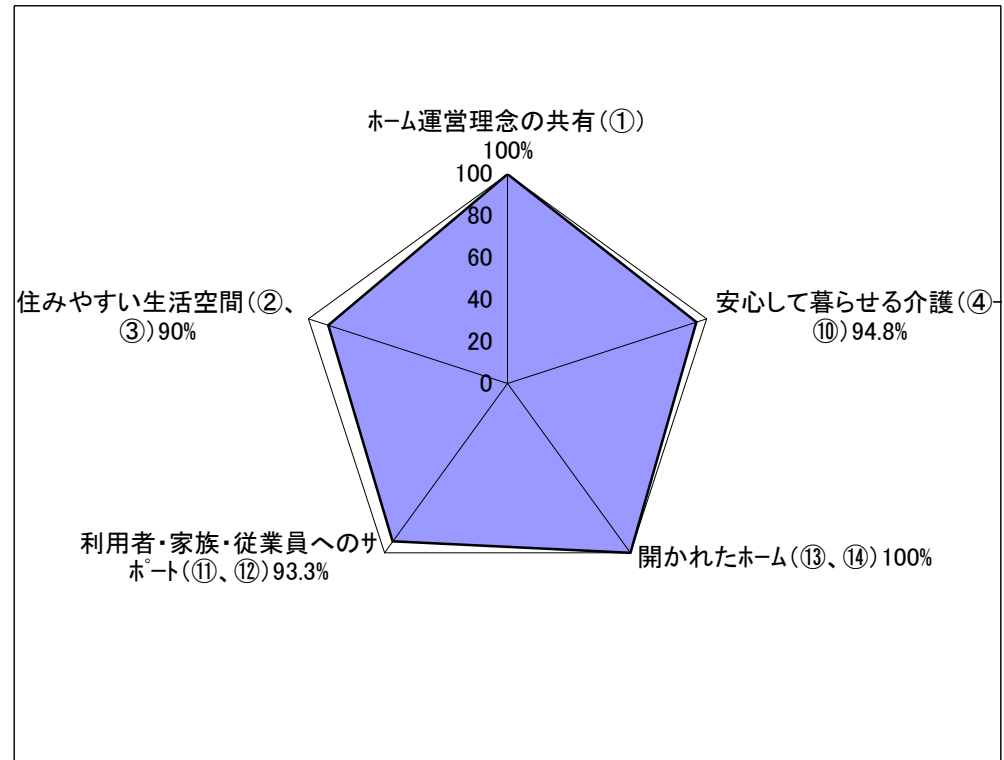 ホーム運営理念の共有(①)
100%
100
80
60
40
20
0
住みやすい生活空間(②、
③)90%
安心して暮らせる介護(④-
⑩)94.8%
利用者・家族・従業員へのサ
ポート(⑪、⑫)93.3%
開かれたホーム(⑬、⑭)100%